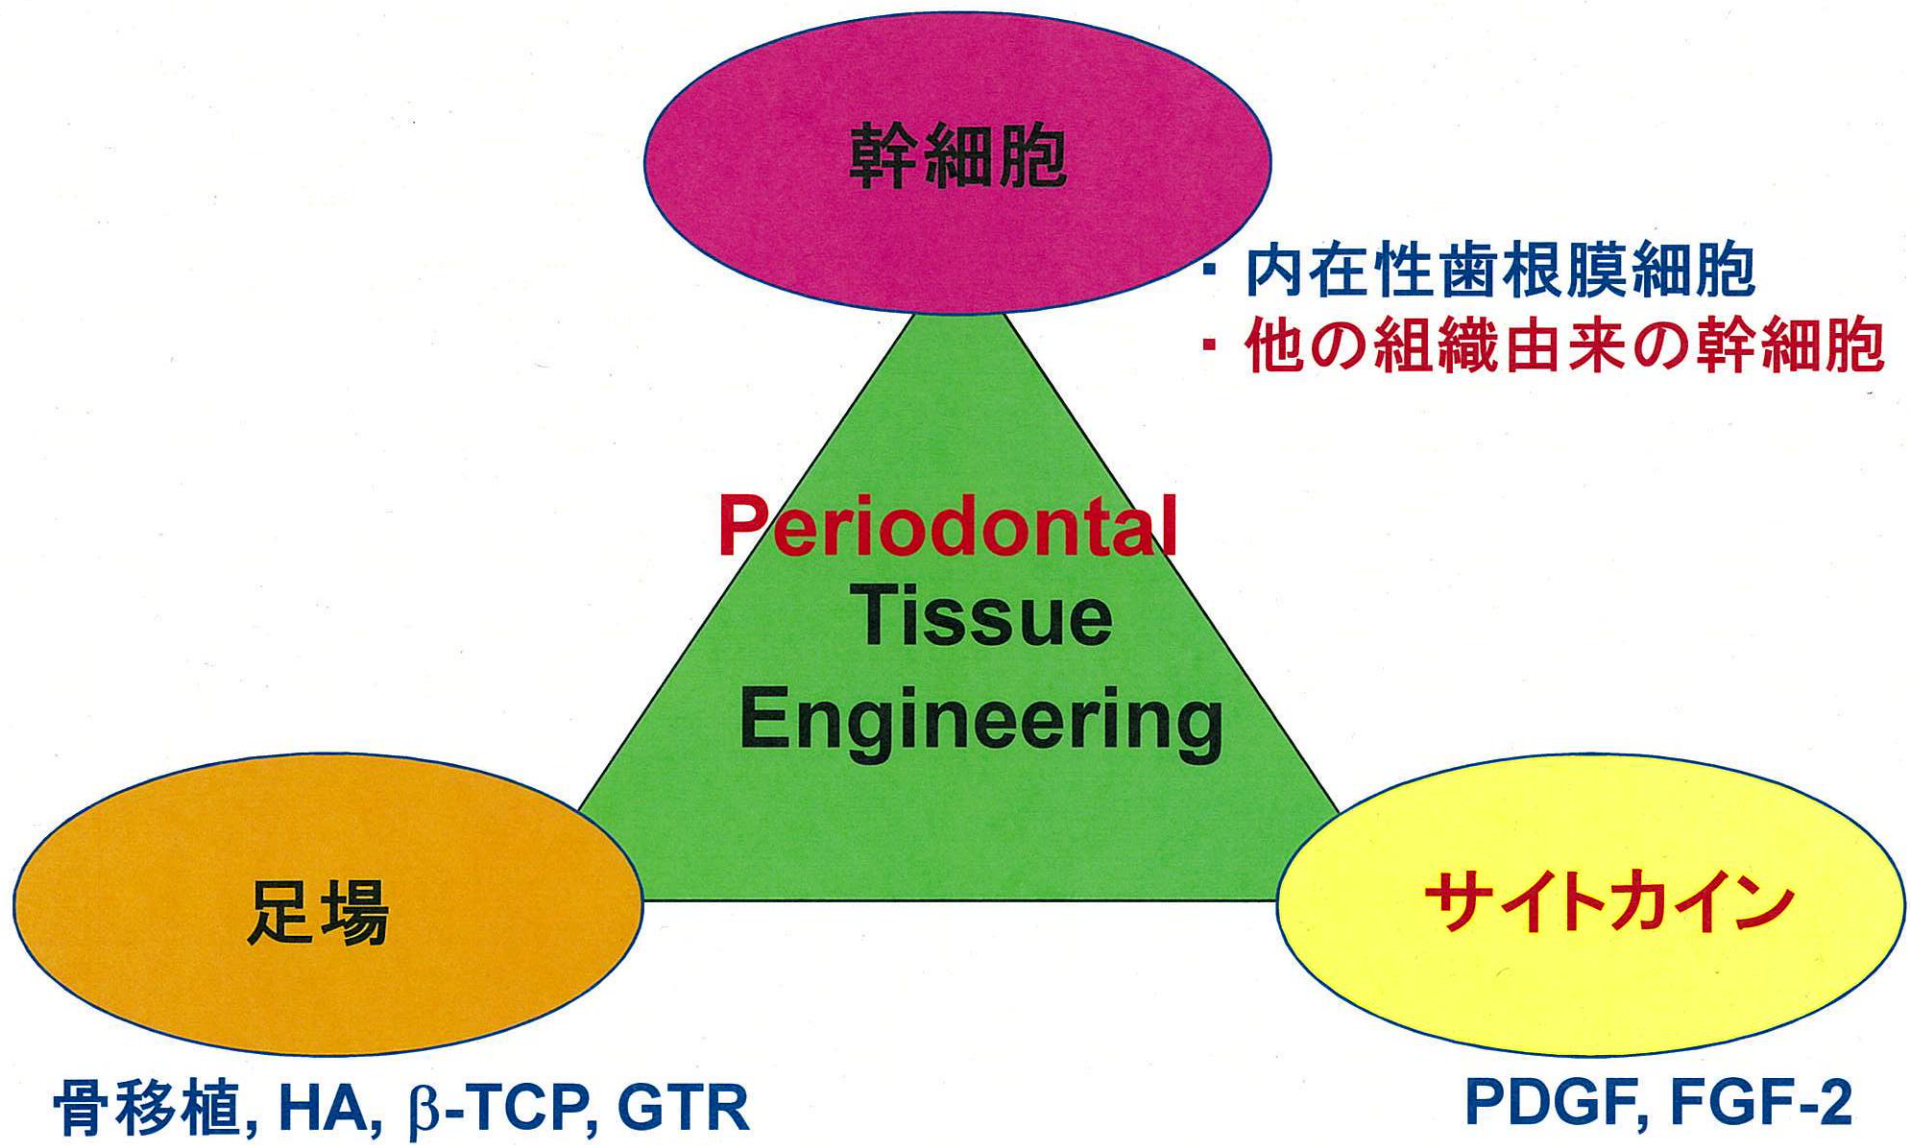 幹細胞
・内在性歯根膜細胞
・他の組織由来の幹細胞
Periodontal
Tissue
Engineering
足場
サイトカイン
骨移植, HA, β-TCP, GTR
PDGF, FGF-2